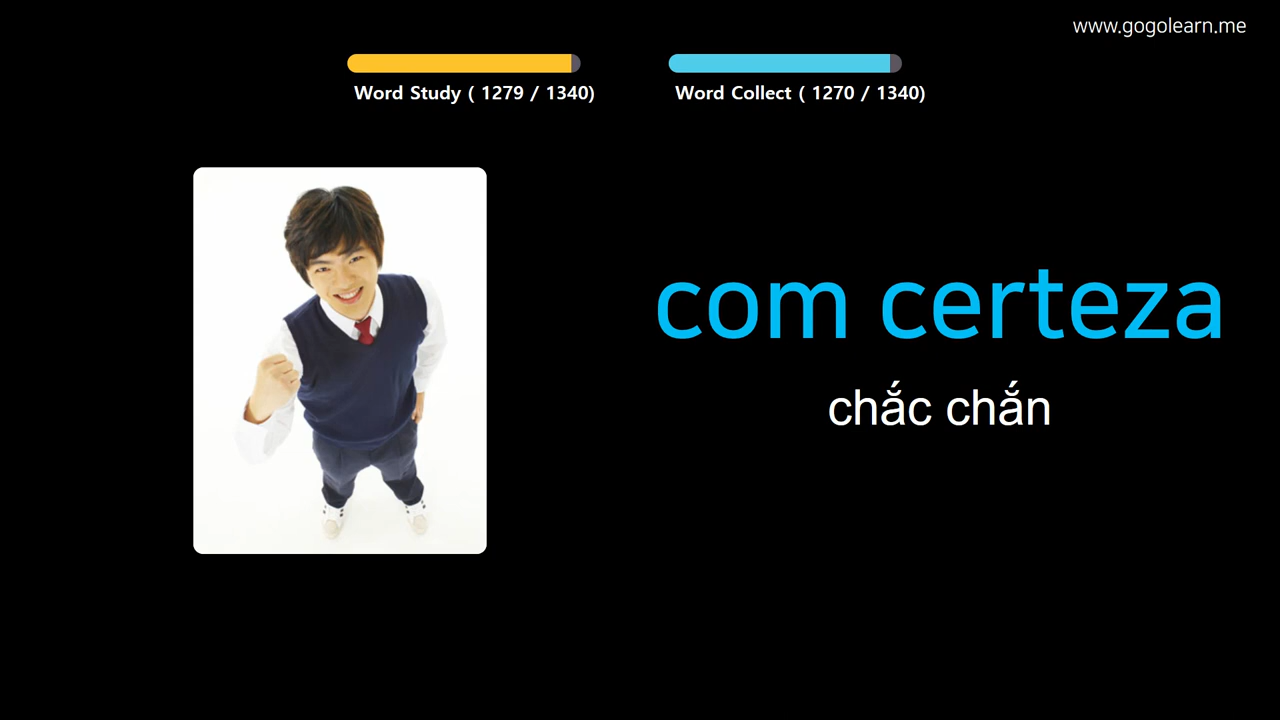 www.gogolearn.me
Word Study ( 1279 / 1340)
Word Collect ( 1270 / 1340)
com certeza
chắc chắn